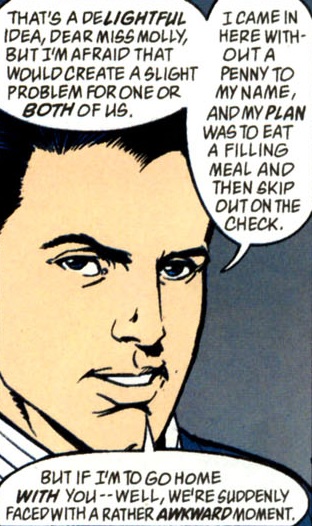 THAT'S A DELIGHTFUL
IDEA, DEAR MISS MOLLY,
BUT I'M AFRAID THAT
WOULD CREATE A SLIGHT
PROBLEM FOR ONE OR
BOTH OF US.
I CAME IN
HERE WITH-
OUT A
PENNY TO
MY NAME,
AND MY PLAN
WAS TO EAT
A FILLING
MEAL AND
THEN SKIP
OUT ON THE
CHECK.
BUT IF I'M TO GO HOME
WITH YOU--WELL, WE'RE SUDDENLY
FACED WITH A RATHER AWKWARD MOMENT.